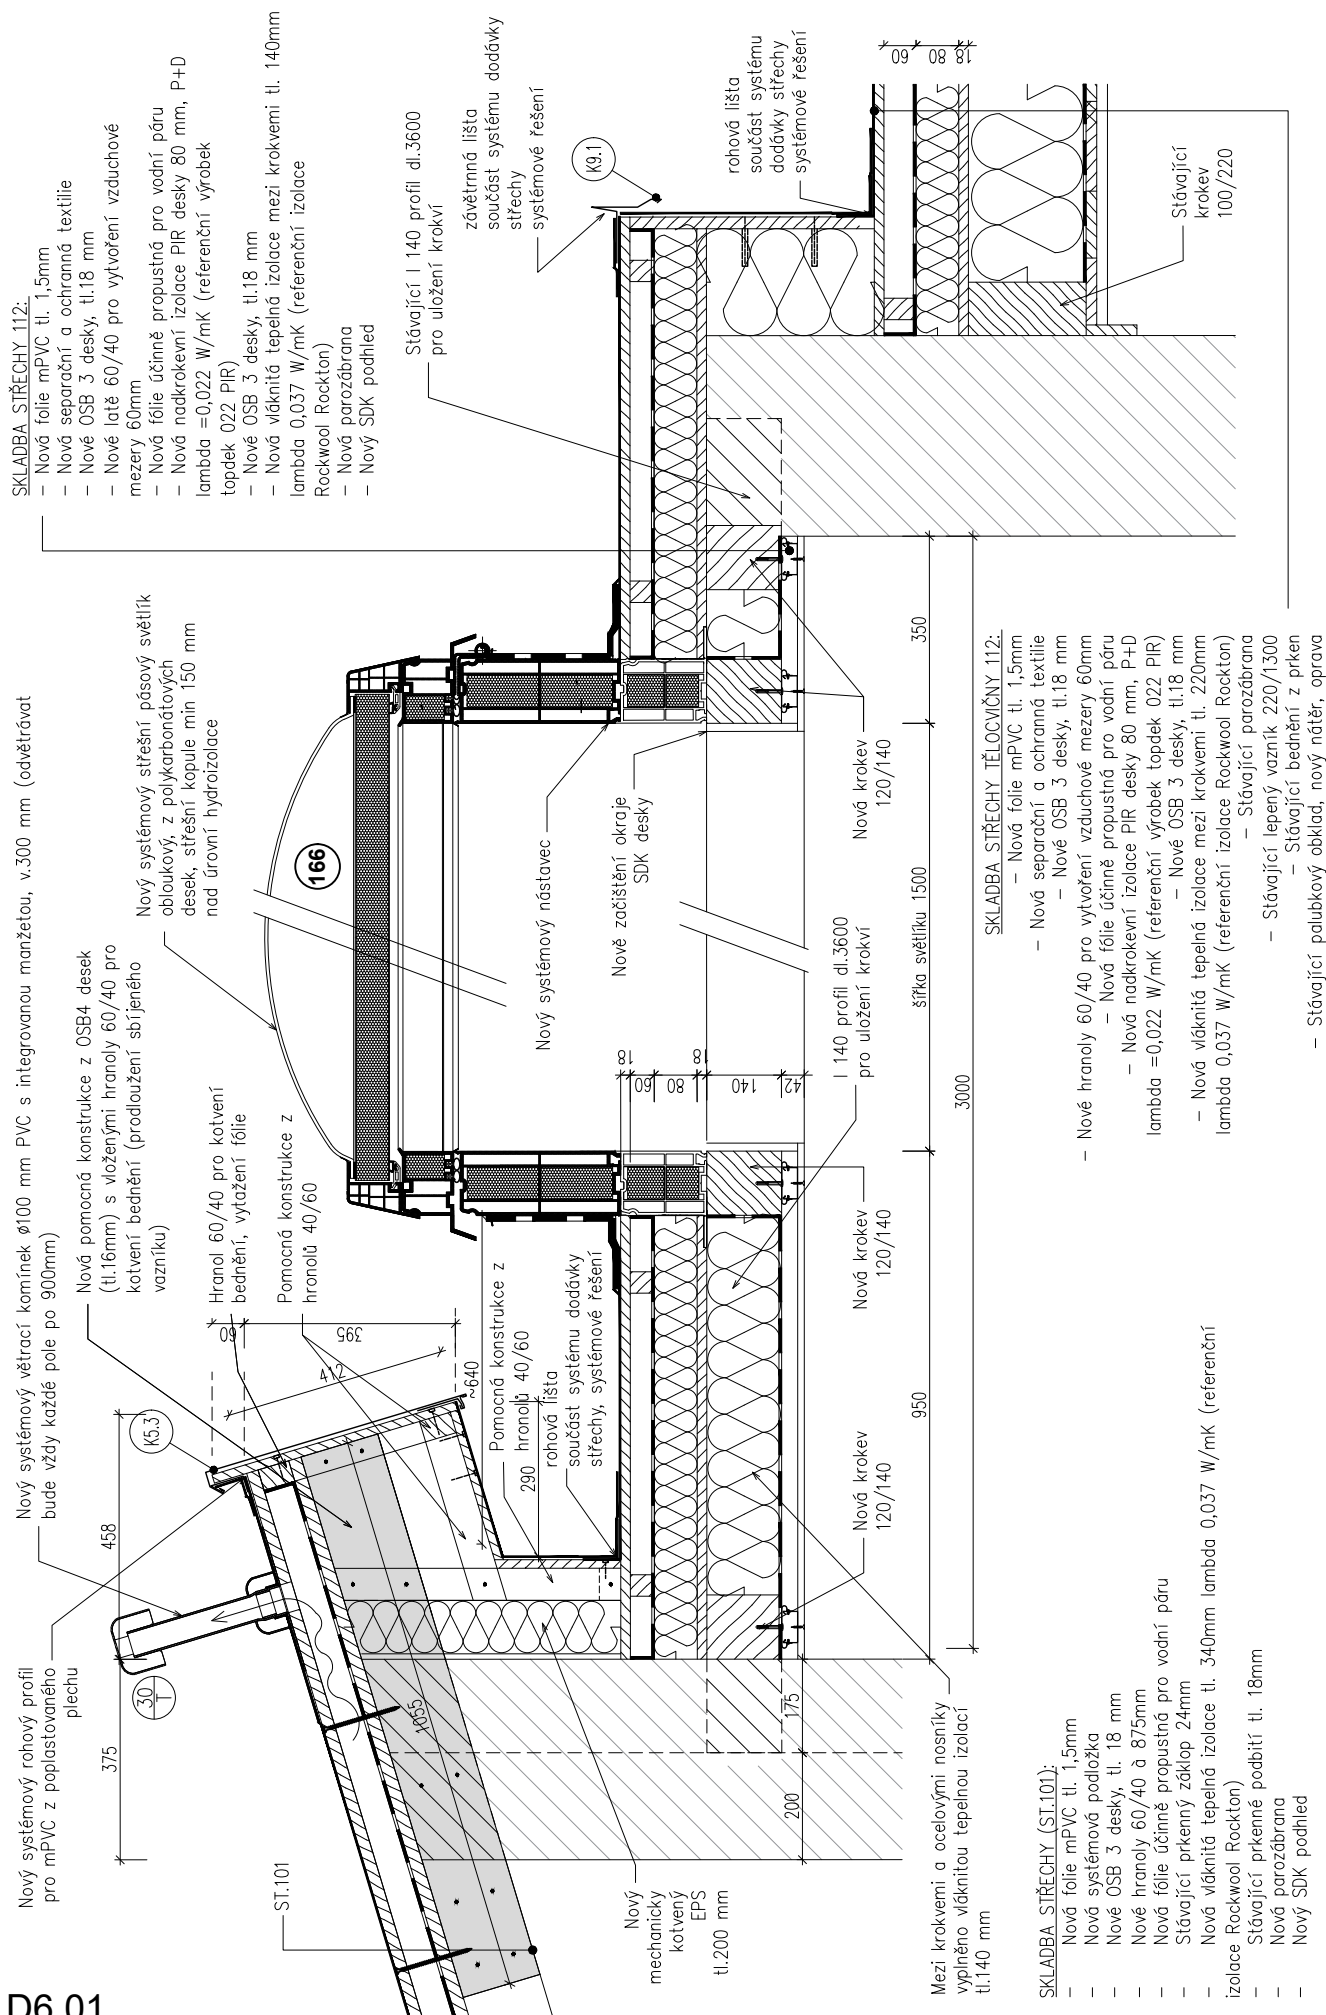 SKLADBA STŘECHY 112:
- Nová folie mPVC tl. 1,5mm
- Nová separační a ochranná textilie
- Nové OSB 3 desky, tl.18 mm
- Nové latě 60/40 pro vytvoření vzduchové
mezery 60mm
- Nová fólie účinně propustná pro vodní páru
- Nová nadkrokevní izolace PIR desky 80 mm, P+D
lambda =0,022 W/mK (referenční výrobek
topdek 022 PIR)
- Nové OSB 3 desky, tl.18 mm
- Nová vláknitá tepelná izolace mezi krokvemi tl. 140mm
lambda 0,037 W/mK (referenční izolace
Rockwool Rockton)
- Nová parozábrana
- Nový SDK podhled
Stávající I 140 profil dl.3600
pro uložení krokví
závětrnná lišta
součást systému dodávky
střechy
systémové řešení
K9.1
rohová lišta
součást systému
dodávky střechy
systémové řešení
60
80
18
Stávající
krokev
100/220
Nový systémový střešní pásový světlík
obloukový, z polykarbonátových
desek, střešní kopule min 150 mm
nad úrovní hydroizolace
166
Nový systémový větrací komínek ø100 mm PVC s integrovanou manžetou, v.300 mm (odvětrávat
bude vždy každé pole po 900mm)
Nová pomocná konstrukce z OSB4 desek
(tl.16mm) s vloženými hranoly 60/40 pro
kotvení bednění (prodloužení sbíjeného
vazníku)
Hranol 60/40 pro kotvení
bednění, vytažení fólie
Pomocná konstrukce z
hronolů 40/60
60
395
412
~640
K5.3
458
375
Nový systémový rohový profil
pro mPVC z poplastovaného
plechu
30
T
ST.101
1055
Pomocná konstrukce z
hronolů 40/60
290
rohová lišta
součást systému dodávky
střechy, systémové řešení
Nový systémový nástavec
Nově začištění okraje
SDK desky
Nová krokev
120/140
I 140 profil dl.3600
pro uložení krokví
18
60
80
18
140
42
Nová krokev
120/140
Nová krokev
120/140
350
šířka světlíku 1500
950
3000
175
200
Nový
mechanicky
kotvený
EPS
tl.200 mm
Mezi krokvemi a ocelovými nosníky
vyplněno vláknitou tepelnou izolací
tl.140 mm
SKLADBA STŘECHY TĚLOCVIČNY 112:
- Nová folie mPVC tl. 1,5mm
- Nová separační a ochranná textilie
- Nové OSB 3 desky, tl.18 mm
- Nové hranoly 60/40 pro vytvoření vzduchové mezery 60mm
- Nová fólie účinně propustná pro vodní páru
- Nová nadkrokevní izolace PIR desky 80 mm, P+D
lambda =0,022 W/mK (referenční výrobek topdek 022 PIR)
- Nové OSB 3 desky, tl.18 mm
- Nová vláknitá tepelná izolace mezi krokvemi tl. 220mm
lambda 0,037 W/mK (referenční izolace Rockwool Rockton)
- Stávající parozábrana
- Stávající lepený vazník 220/1300
- Stávající bednění z prken
- Stávající palubkový obklad, nový nátěr, oprava
SKLADBA STŘECHY (ST.101):
- Nová folie mPVC tl. 1,5mm
- Nová systémová podložka
- Nové OSB 3 desky, tl. 18 mm
- Nové hranoly 60/40 á 875mm
- Nová fólie účinně propustná pro vodní páru
- Stávající prkenný záklop 24mm
- Nová vláknitá tepelná izolace tl. 340mm lambda 0,037 W/mK (referenční
izolace Rockwool Rockton)
- Stávající prkenné podbití tl. 18mm
- Nová parozábrana
- Nový SDK podhled
D6.01